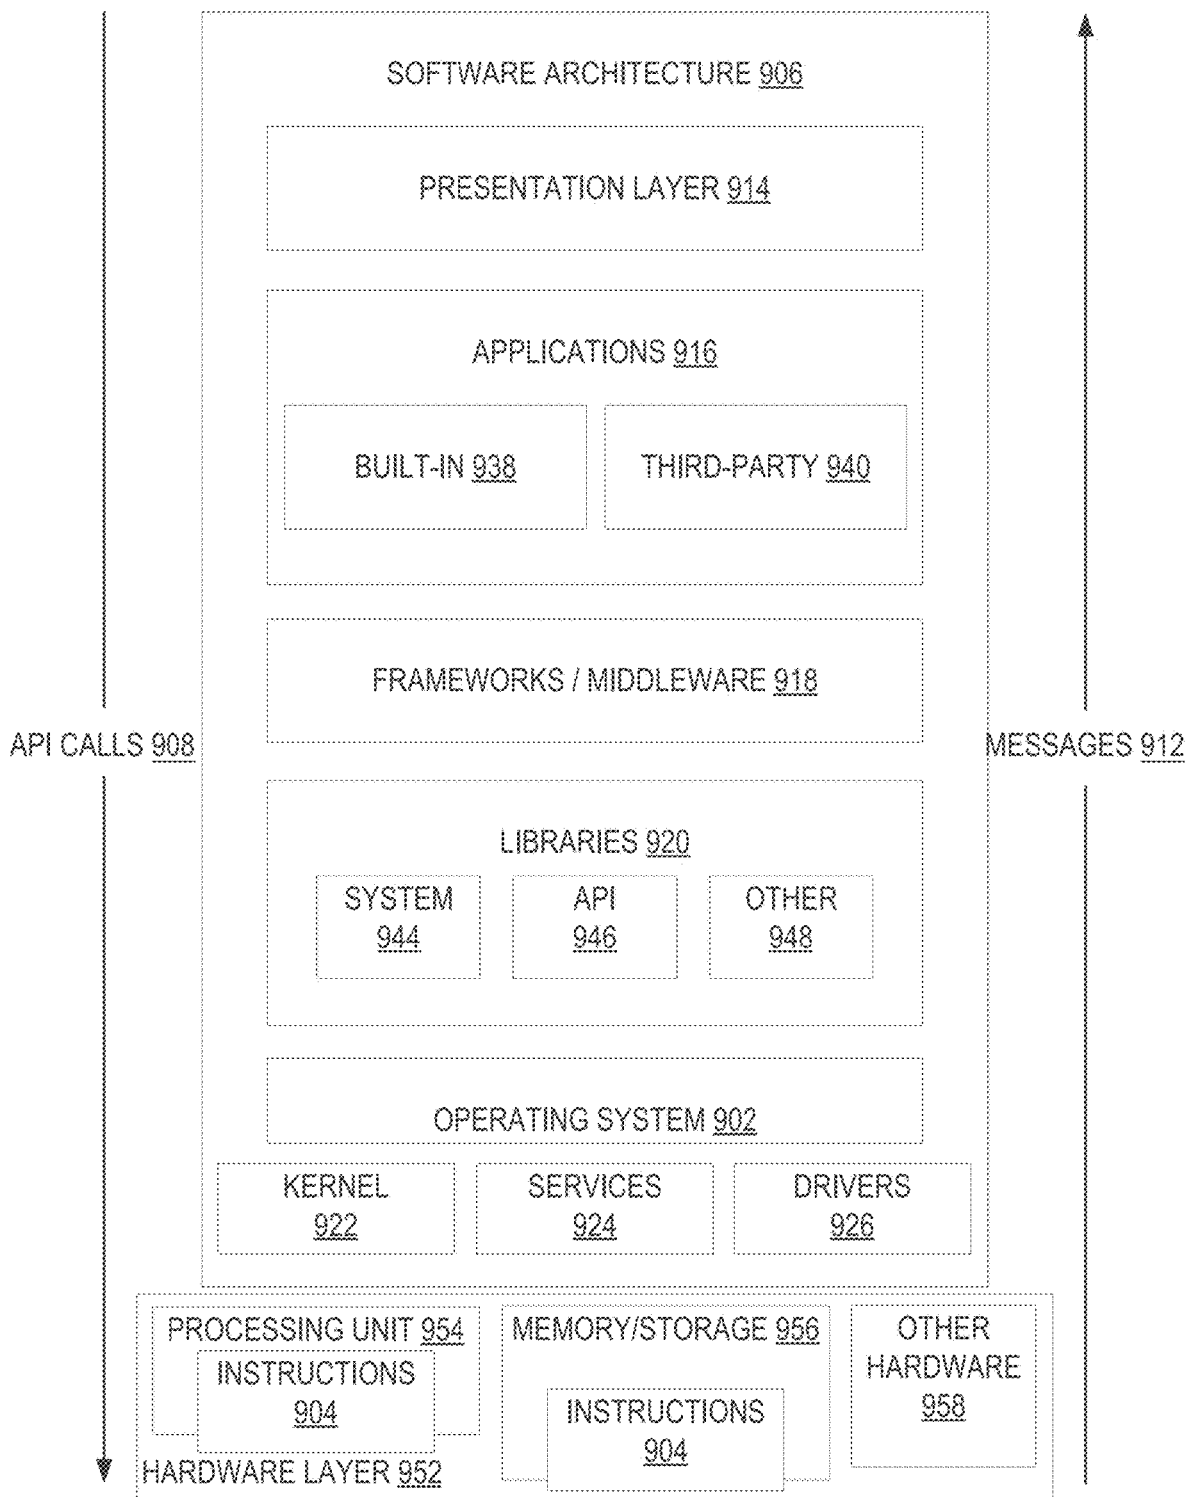 SOFTWARE ARCHITECTURE 906
PRESENTATION LAYER 914
APPLICATIONS 916
BUILT-IN 938
THIRD-PARTY 940
FRAMEWORKS / MIDDLEWARE 918
API CALLS 908
MESSAGES 912
LIBRARIES 920
SYSTEM
944
API
946
OTHER
948
OPERATING SYSTEM 902
KERNEL
922
SERVICES
924
DRIVERS
926
PROCESSING UNIT 954
INSTRUCTIONS
904
MEMORY/STORAGE 956
INSTRUCTIONS
904
OTHER
HARDWARE
958
HARDWARE LAYER 952